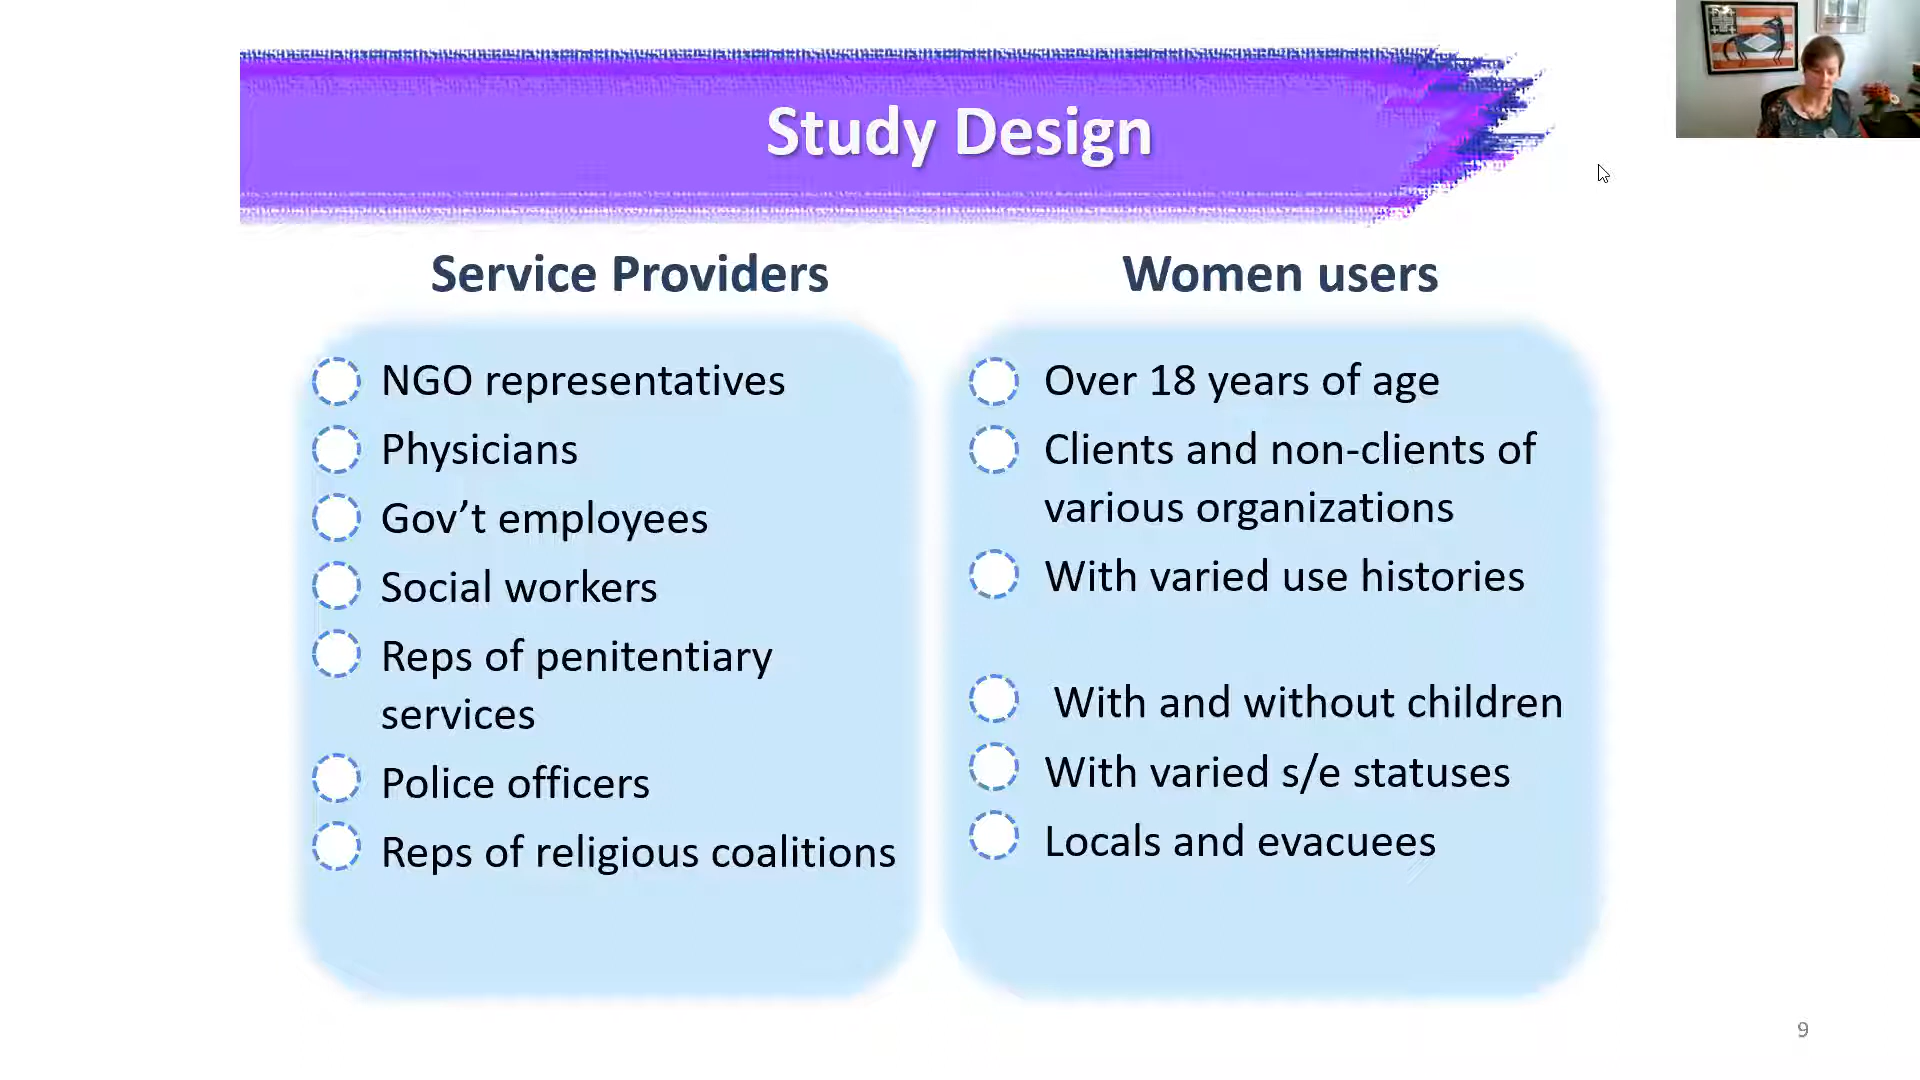 Study Design
Service Providers
NGO representatives
Physicians
Gov’t employees
Social workers
Reps of penitentiary
services
Police officers
Reps of religious coalitions
Women users
Over 18 years of age
Clients and non-clients of
various organizations
With varied use histories
With and without children
With varied s/e statuses
Locals and evacuees
9